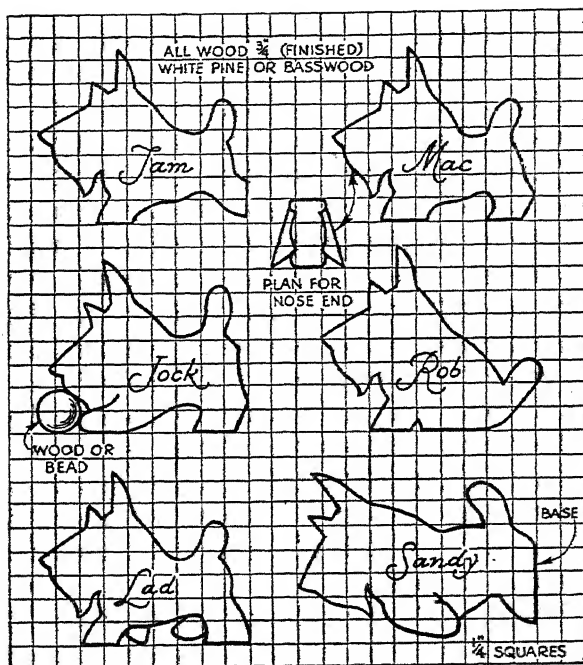 ALL WOOD 3/4" (FINISHED)
WHITE PINE OR BASSWOOD
Tam
Mac
PLAN FOR
NOSE END
Jock
Rob
WOOD OR
BEAD
Lad
Sandy
BASE
1/4" SQUARES